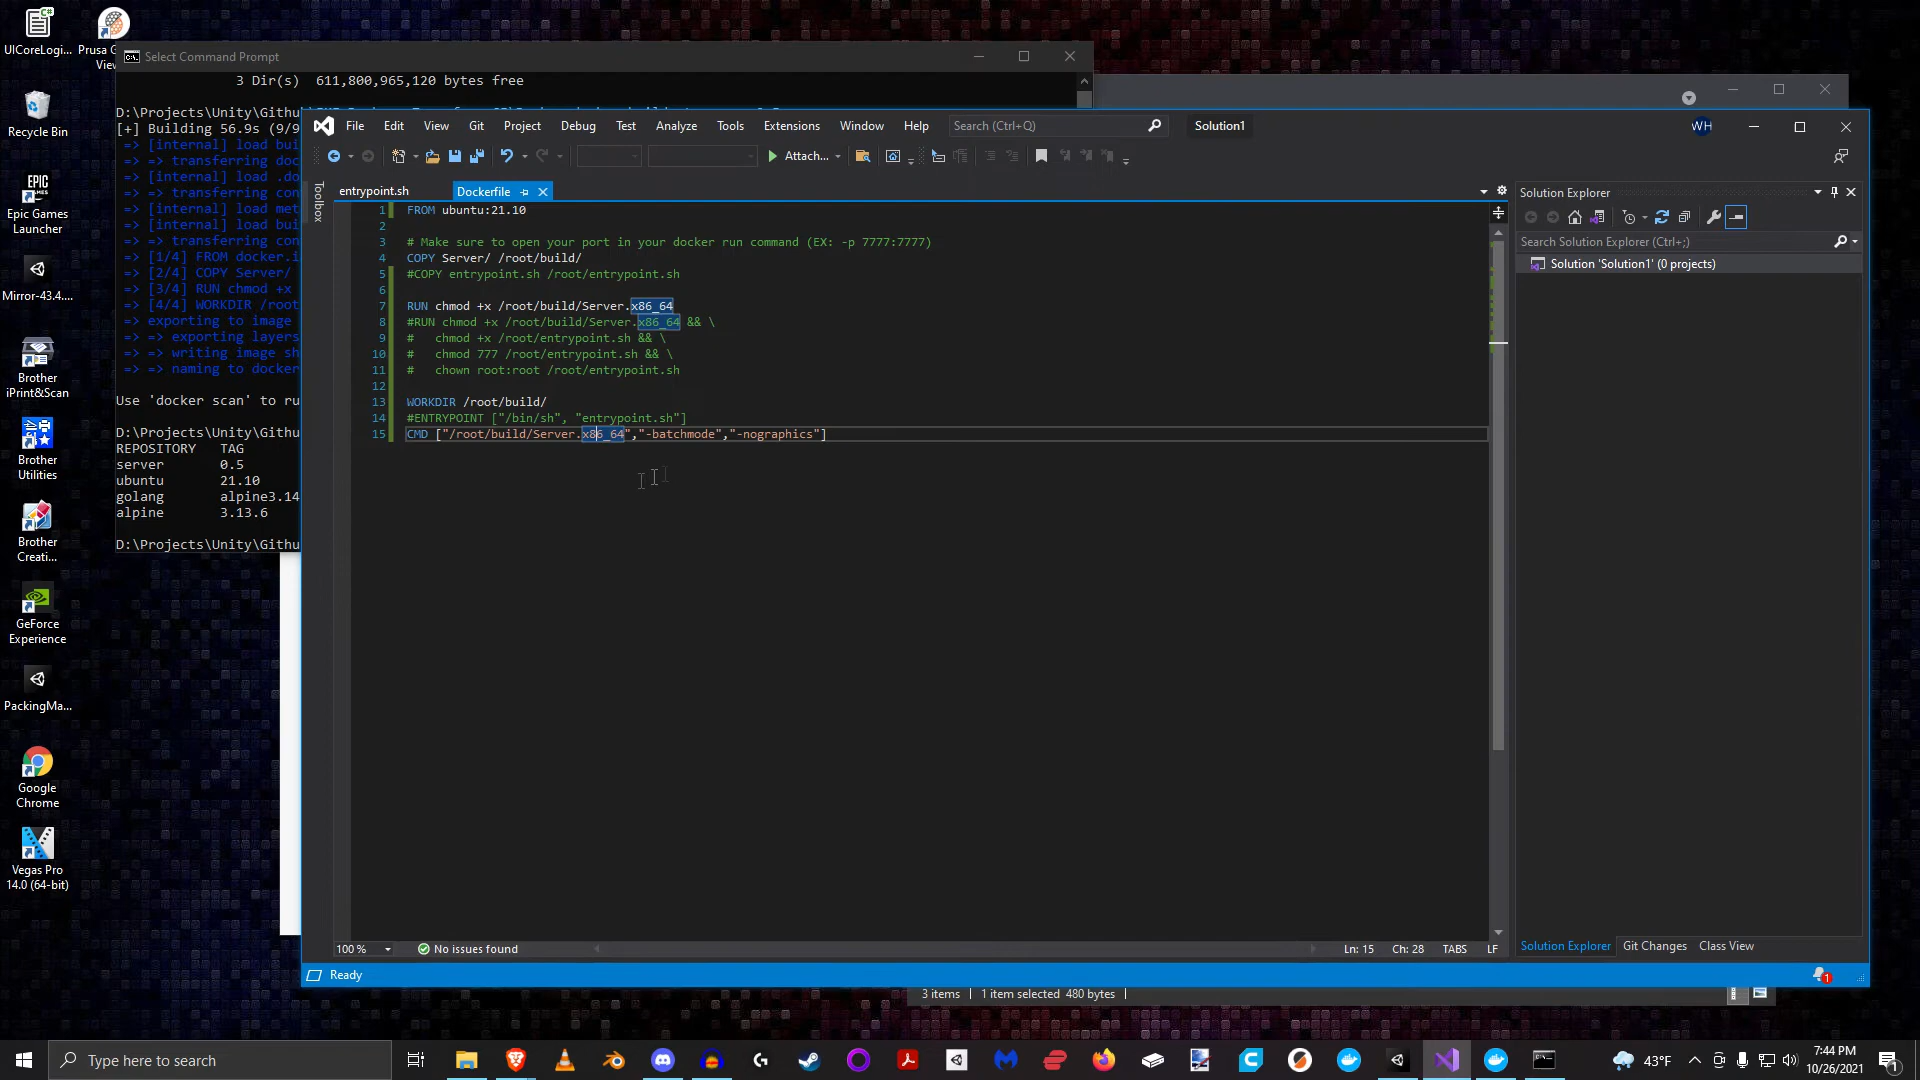 UICoreLogi...
Prusa G
Vie
Recycle Bin
Epic Games
Launcher
Mirror-43.4....
Brother
iPrint&Scan
Brother
Utilities
Brother
Creati...
GeForce
Experience
PackingMa...
Google
Chrome
Vegas Pro
14.0 (64-bit)
Select Command Prompt
3 Dir(s)  611,800,965,120 bytes free
D:\Projects\Unity\Githu
[+] Building 56.9s (9/9
=> [internal] load bui
=> => transferring doc
=> [internal] load .do
=> => transferring con
=> [internal] load met
=> [internal] load bui
=> => transferring con
=> [1/4] FROM docker.i
=> [2/4] COPY Server/
=> [3/4] RUN chmod +x
=> [4/4] WORKDIR /root
=> exporting to image
=> => exporting layers
=> => writing image sh
=> => naming to docker
Use 'docker scan' to ru
D:\Projects\Unity\Githu
REPOSITORY   TAG
server       0.5
ubuntu       21.10
golang       alpine3.14
alpine       3.13.6
D:\Projects\Unity\Githu
File Edit View Git Project Debug Test Analyze Tools Extensions Window Help Search (Ctrl+Q) Solution1 WH
Attach...
Toolbox
entrypoint.sh Dockerfile
1 FROM ubuntu:21.10
2
3 # Make sure to open your port in your docker run command (EX: -p 7777:7777)
4 COPY Server/ /root/build/
5 #COPY entrypoint.sh /root/entrypoint.sh
6
7 RUN chmod +x /root/build/Server.x86_64
8 #RUN chmod +x /root/build/Server.x86_64 && \
9 #   chmod +x /root/entrypoint.sh && \
10 #   chmod 777 /root/entrypoint.sh && \
11 #   chown root:root /root/entrypoint.sh
12
13 WORKDIR /root/build/
14 #ENTRYPOINT ["/bin/sh", "entrypoint.sh"]
15 CMD ["/root/build/Server.x86_64","-batchmode","-nographics"]
100 % No issues found Ln: 15 Ch: 28 TABS LF
Solution Explorer
Search Solution Explorer (Ctrl+;)
Solution 'Solution1' (0 projects)
Solution Explorer Git Changes Class View
Ready 1
3 items 1 item selected 480 bytes
Type here to search
43°F
7:44 PM
10/26/2021
1